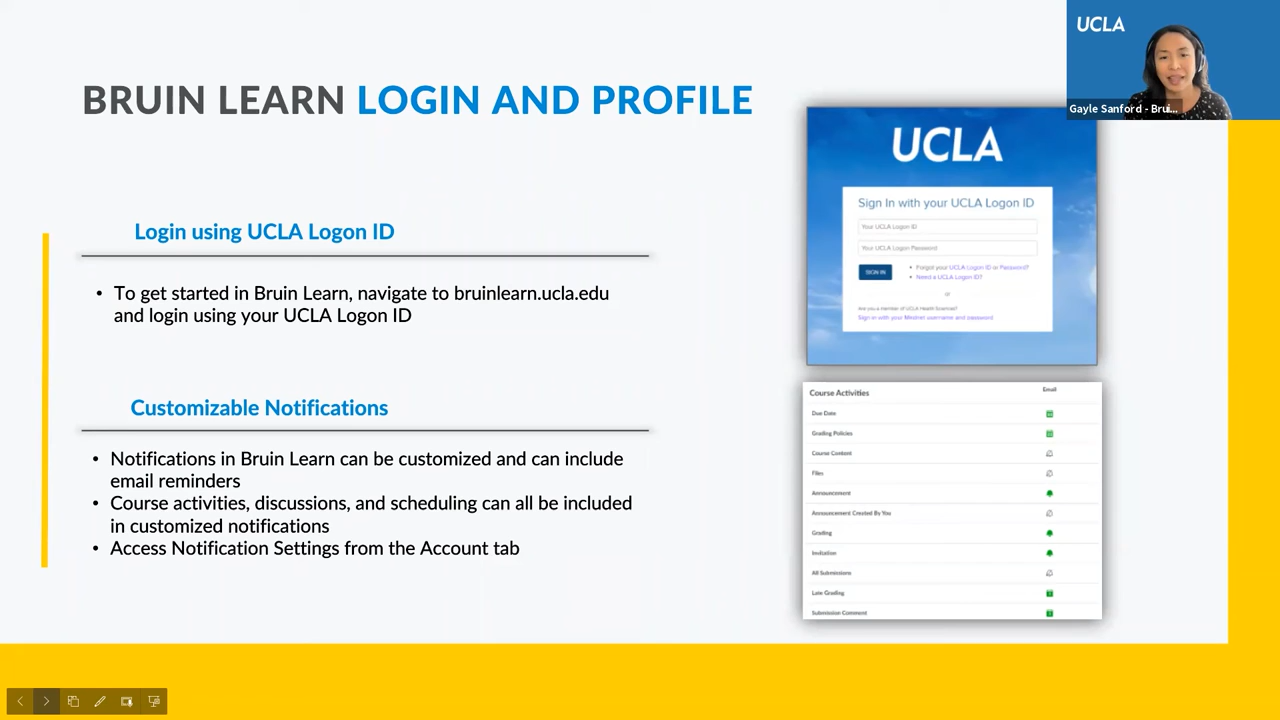 UCLA
Gayle Sanford - Brui...
BRUIN LEARN LOGIN AND PROFILE
Login using UCLA Logon ID
• To get started in Bruin Learn, navigate to bruinlearn.ucla.edu
and login using your UCLA Logon ID
Customizable Notifications
• Notifications in Bruin Learn can be customized and can include
email reminders
• Course activities, discussions, and scheduling can all be included
in customized notifications
• Access Notification Settings from the Account tab
UCLA
Sign In with your UCLA Logon ID
Your UCLA Logon ID
Your UCLA Logon Password
SIGN IN
• Forgot your UCLA Logon ID or Password?
• Need a UCLA Logon ID?
or
Are you a member of UCLA Health Sciences?
Sign in with your Mednet username and password
Course Activities Email
Due Date
Grading Policies
Course Content
Files
Announcement
Announcement Created By You
Grading
Invitation
All Submissions
Late Grading
Submission Comment